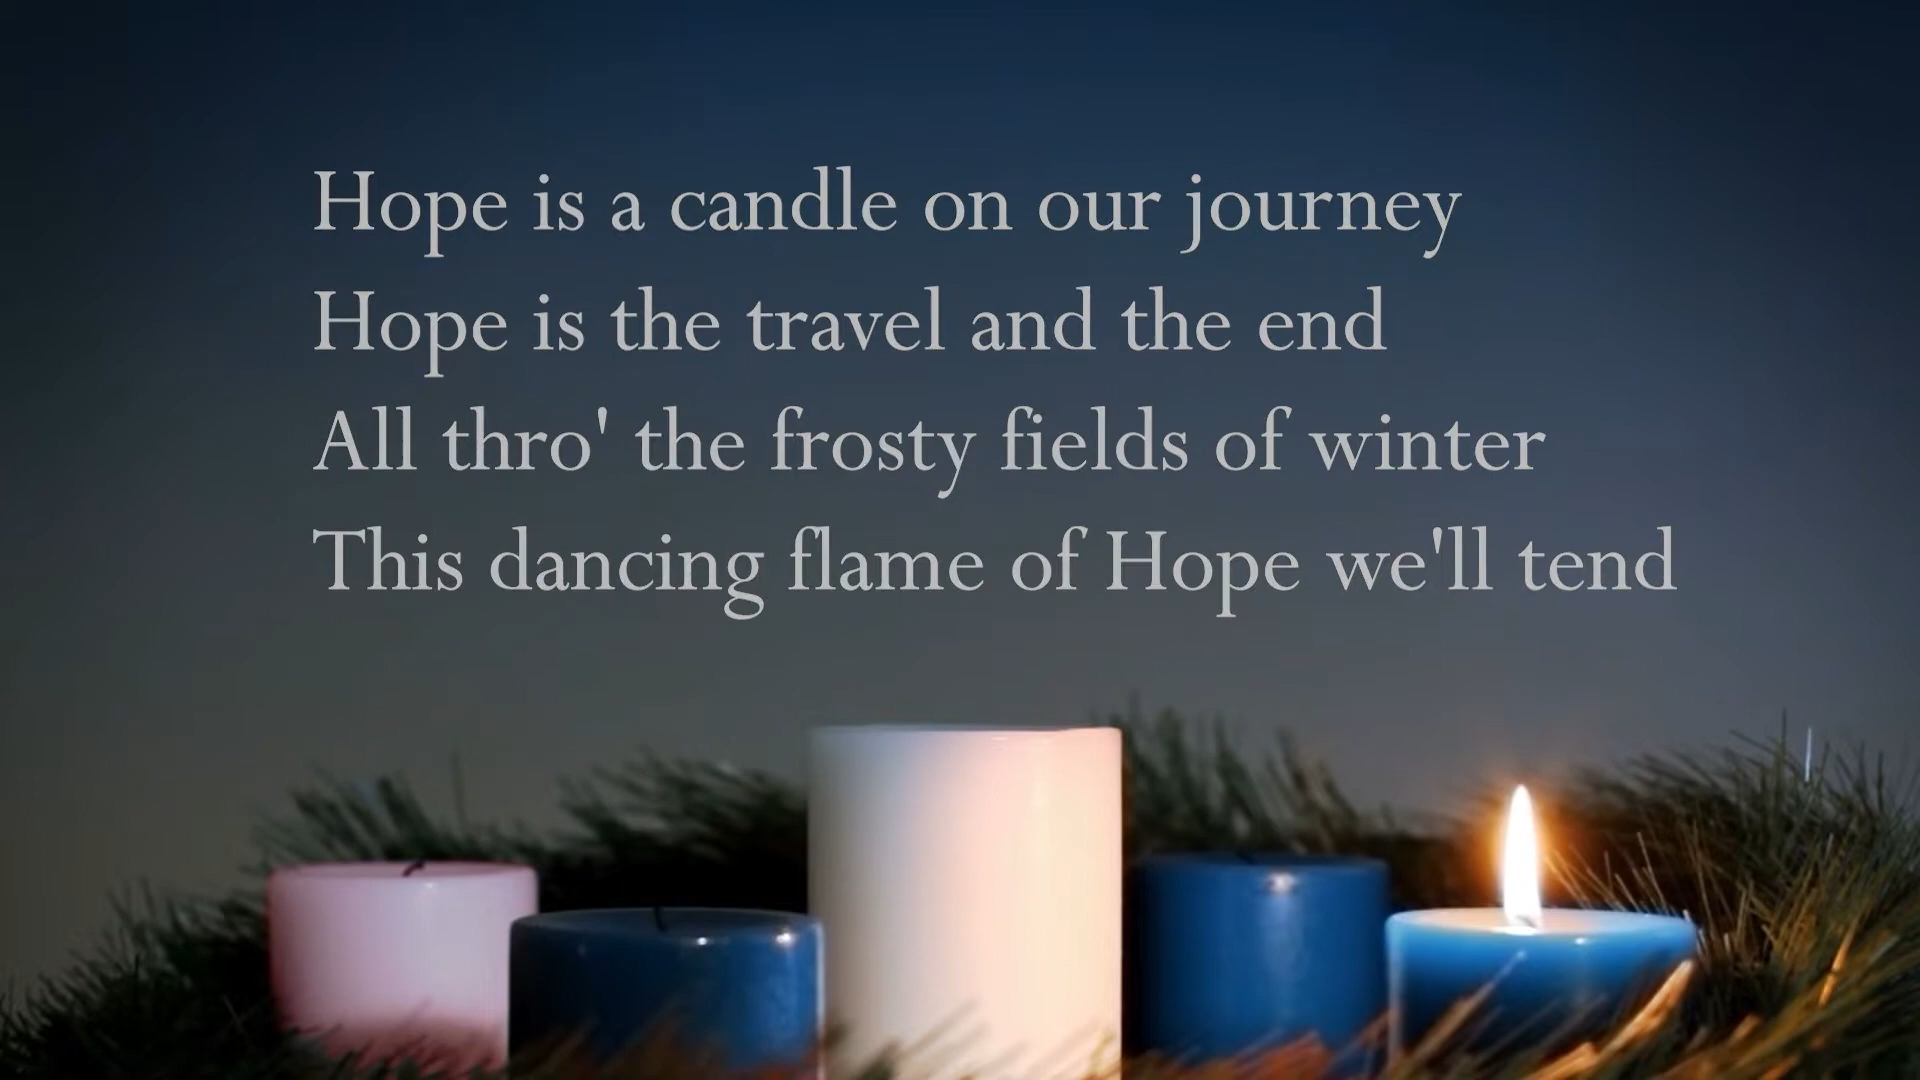 Hope is a candle on our journey
Hope is the travel and the end
All thro' the frosty fields of winter
This dancing flame of Hope we'll tend